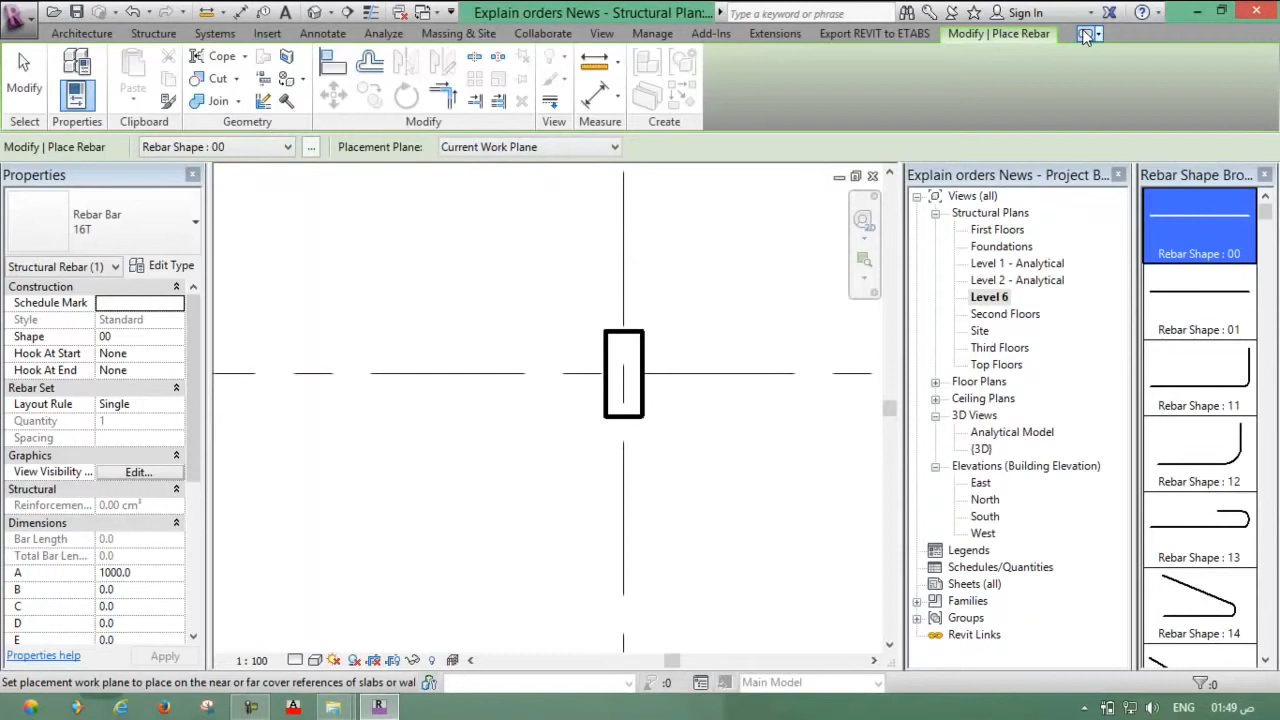 Explain orders News - Structural Plan:...
Type a keyword or phrase
Sign In
Architecture
Structure
Systems
Insert
Annotate
Analyze
Massing & Site
Collaborate
View
Manage
Add-Ins
Extensions
Export REVIT to ETABS
Modify | Place Rebar
Modify
Paste
Cope
Cut
Join
Select
Properties
Clipboard
Geometry
Modify
View
Measure
Create
Modify | Place Rebar
Rebar Shape : 00
...
Placement Plane:
Current Work Plane
Properties
Rebar Bar
16T
Structural Rebar (1)
Edit Type
Construction
Schedule Mark
Style Standard
Shape 00
Hook At Start None
Hook At End None
Rebar Set
Layout Rule Single
Quantity 1
Spacing
Graphics
View Visibility ... Edit...
Structural
Reinforcemen... 0.00 cm³
Dimensions
Bar Length 0.0
Total Bar Len... 0.0
A 1000.0
B 0.0
C 0.0
D 0.0
E 0.0
Properties help
Apply
2D
1 : 100
Explain orders News - Project B...
Views (all)
Structural Plans
First Floors
Foundations
Level 1 - Analytical
Level 2 - Analytical
Level 6
Second Floors
Site
Third Floors
Top Floors
Floor Plans
Ceiling Plans
3D Views
Analytical Model
{3D}
Elevations (Building Elevation)
East
North
South
West
Legends
Schedules/Quantities
Sheets (all)
Families
Groups
Revit Links
Rebar Shape Bro...
Rebar Shape : 00
Rebar Shape : 01
Rebar Shape : 11
Rebar Shape : 12
Rebar Shape : 13
Rebar Shape : 14
Set placement work plane to place on the near or far cover references of slabs or wal
:0
Main Model
:0
ENG
01:49 ص